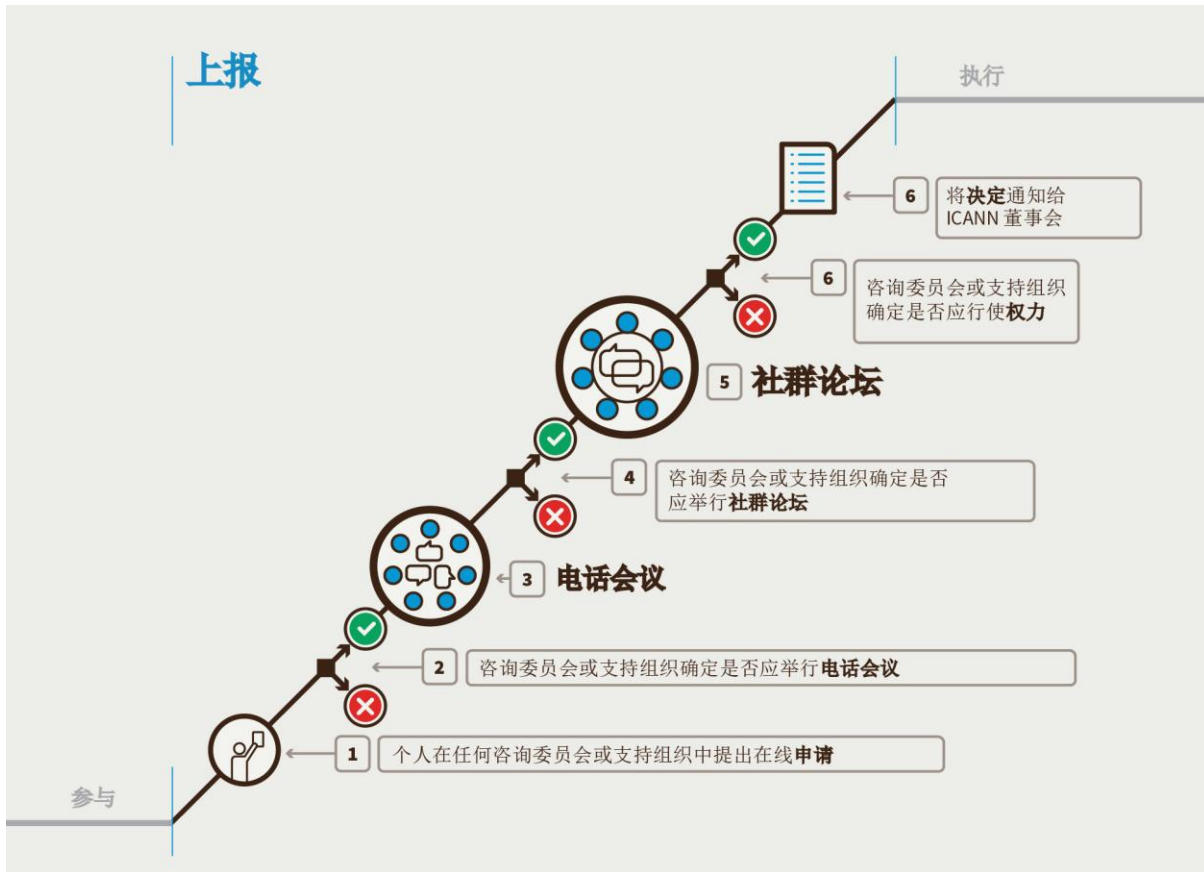 上报
执行
6
将决定通知给
ICANN 董事会
6
咨询委员会或支持组织
确定是否应行使权力
5
社群论坛
4
咨询委员会或支持组织确定是否
应举行社群论坛
3
电话会议
2
咨询委员会或支持组织确定是否应举行电话会议
1
个人在任何咨询委员会或支持组织中提出在线申请
参与